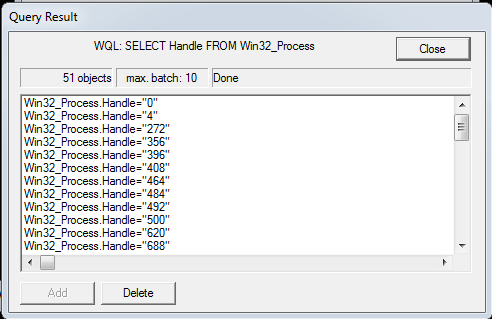 Query Result
WQL: SELECT Handle FROM Win32_Process
Close
51 objects
max. batch: 10
Done
Win32_Process.Handle="0"
Win32_Process.Handle="4"
Win32_Process.Handle="272"
Win32_Process.Handle="356"
Win32_Process.Handle="396"
Win32_Process.Handle="408"
Win32_Process.Handle="464"
Win32_Process.Handle="484"
Win32_Process.Handle="492"
Win32_Process.Handle="500"
Win32_Process.Handle="620"
Win32_Process.Handle="688"
Add
Delete